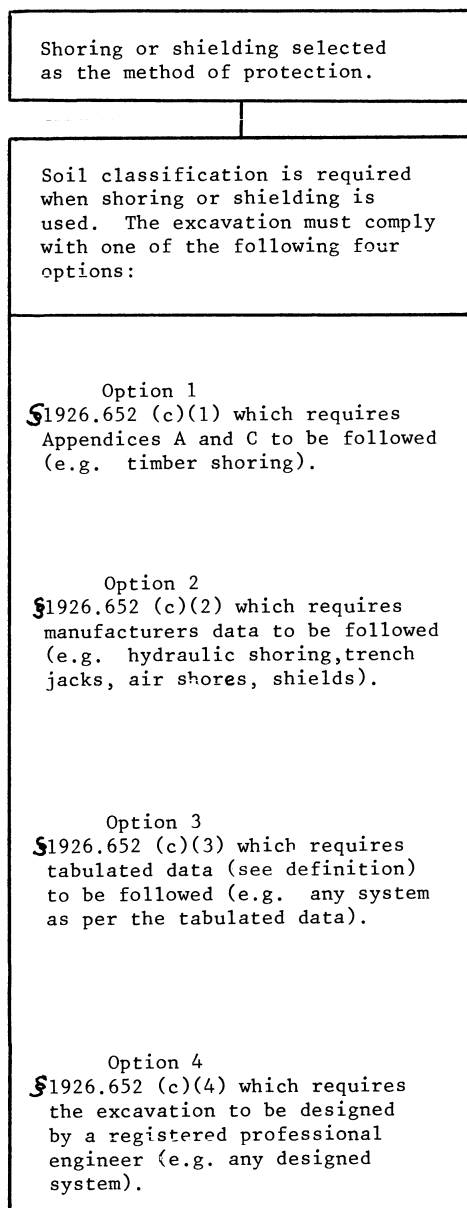 Shoring or shielding selected
as the method of protection.
Soil classification is required
when shoring or shielding is
used. The excavation must comply
with one of the following four
options:
Option 1
§1926.652 (c)(1) which requires
Appendices A and C to be followed
(e.g. timber shoring).
Option 2
§1926.652 (c)(2) which requires
manufacturers data to be followed
(e.g. hydraulic shoring,trench
jacks, air shores, shields).
Option 3
§1926.652 (c)(3) which requires
tabulated data (see definition)
to be followed (e.g. any system
as per the tabulated data).
Option 4
§1926.652 (c)(4) which requires
the excavation to be designed
by a registered professional
engineer (e.g. any designed
system).